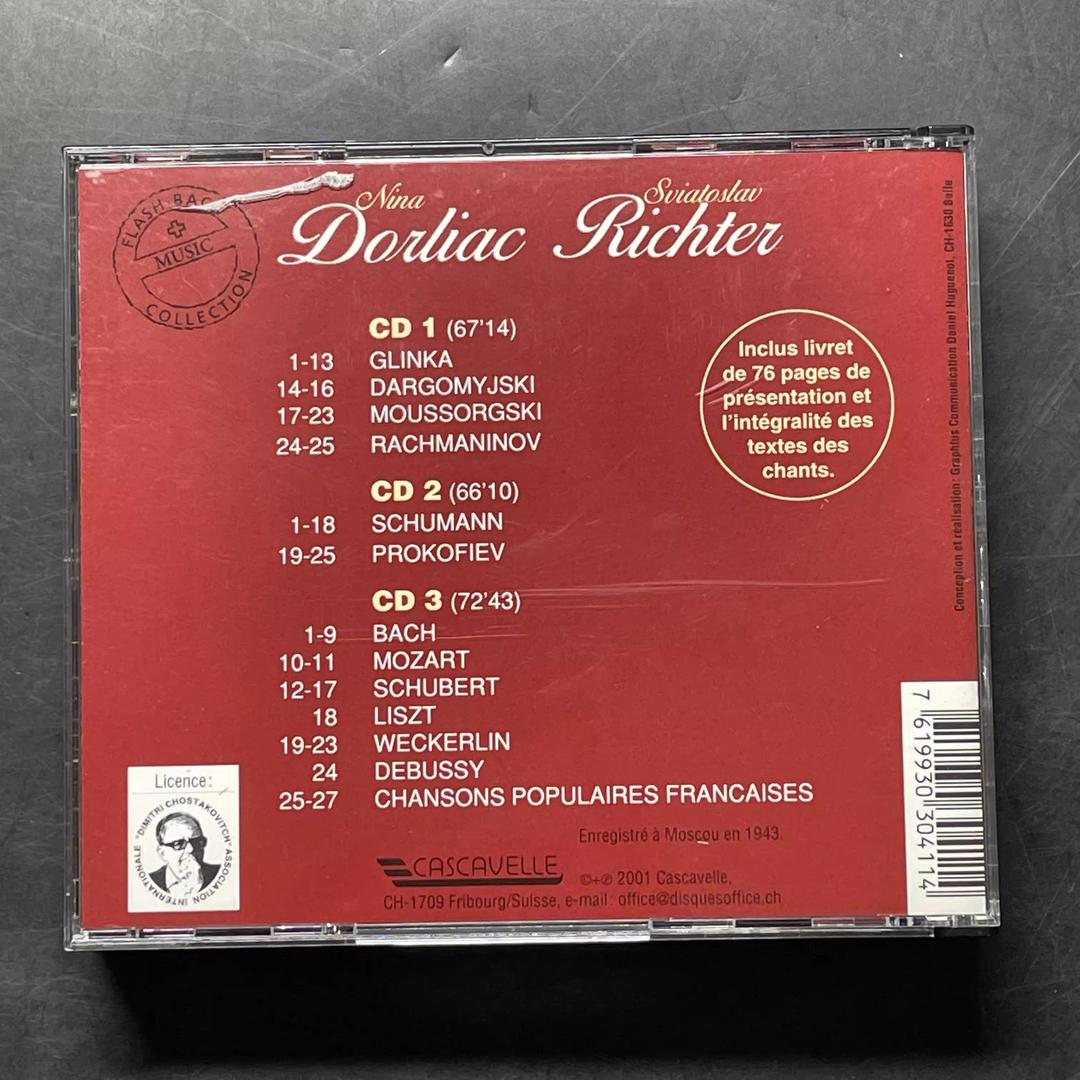 FLASH BACK
MUSIC
COLLECTION
Nina
Dorliac
Sviatoslav
Richter
CD 1 (67'14)
1-13 GLINKA
14-16 DARGOMYJSKI
17-23 MOUSSORGSKI
24-25 RACHMANINOV
CD 2 (66'10)
1-18 SCHUMANN
19-25 PROKOFIEV
CD 3 (72'43)
1-9 BACH
10-11 MOZART
12-17 SCHUBERT
18 LISZT
19-23 WECKERLIN
24 DEBUSSY
25-27 CHANSONS POPULAIRES FRANCAISES
Inclus livret
de 76 pages de
présentation et
l'intégralité des
textes des
chants.
Enregistré à Moscou en 1943.
CASCAVELLE
©+℗ 2001 Cascavelle,
CH-1709 Fribourg/Suisse, e-mail: office@disquesoffice.ch
Licence:
ASSOCIATION INTERNATIONALE "DIMITRI CHOSTAKOVITCH"
Conception et réalisation: Graphius Communication Daniel Huguenot, CH-1630 Bulle
7 619930 304114